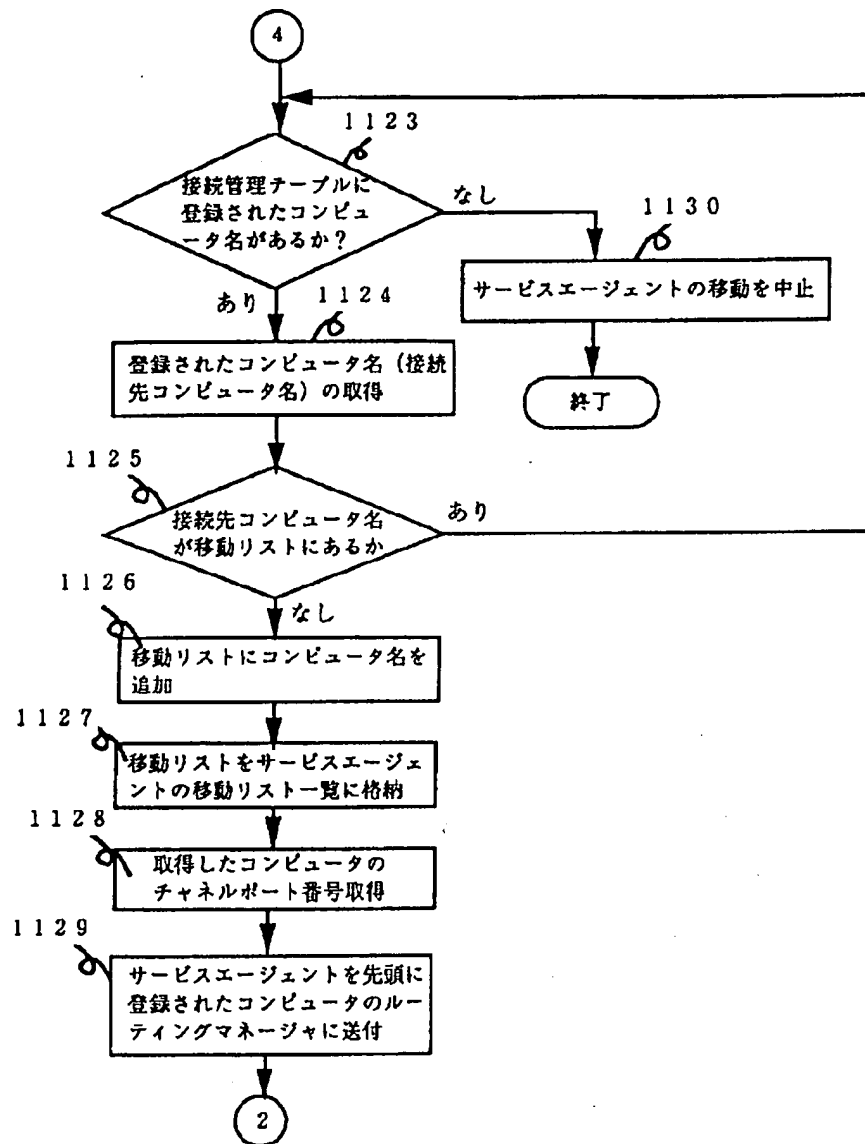 4
1123
接続管理テーブルに
登録されたコンピュ
ータ名があるか？
なし
1130
サービスエージェントの移動を中止
終了
あり
1124
登録されたコンピュータ名（接続
先コンピュータ名）の取得
1125
接続先コンピュータ名
が移動リストにあるか
あり
1126
なし
移動リストにコンピュータ名を
追加
1127
移動リストをサービスエージェ
ントの移動リスト一覧に格納
1128
取得したコンピュータの
チャネルポート番号取得
1129
サービスエージェントを先頭に
登録されたコンピュータのルー
ティングマネージャに送付
2